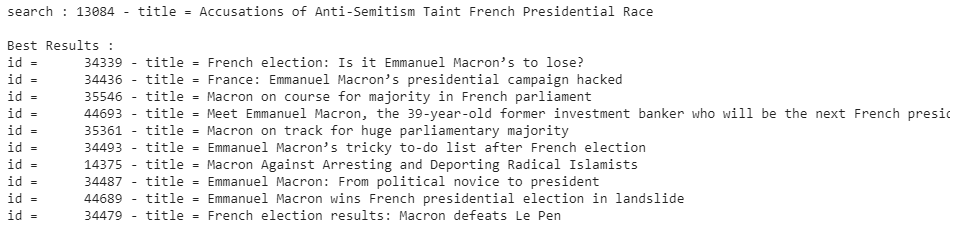 search : 13084 - title = Accusations of Anti-Semitism Taint French Presidential Race
Best Results :
id =      34339 - title = French election: Is it Emmanuel Macron’s to lose?
id =      34436 - title = France: Emmanuel Macron’s presidential campaign hacked
id =      35546 - title = Macron on course for majority in French parliament
id =      44693 - title = Meet Emmanuel Macron, the 39-year-old former investment banker who will be the next French presid
id =      35361 - title = Macron on track for huge parliamentary majority
id =      34493 - title = Emmanuel Macron’s tricky to-do list after French election
id =      14375 - title = Macron Against Arresting and Deporting Radical Islamists
id =      34487 - title = Emmanuel Macron: From political novice to president
id =      44689 - title = Emmanuel Macron wins French presidential election in landslide
id =      34479 - title = French election results: Macron defeats Le Pen